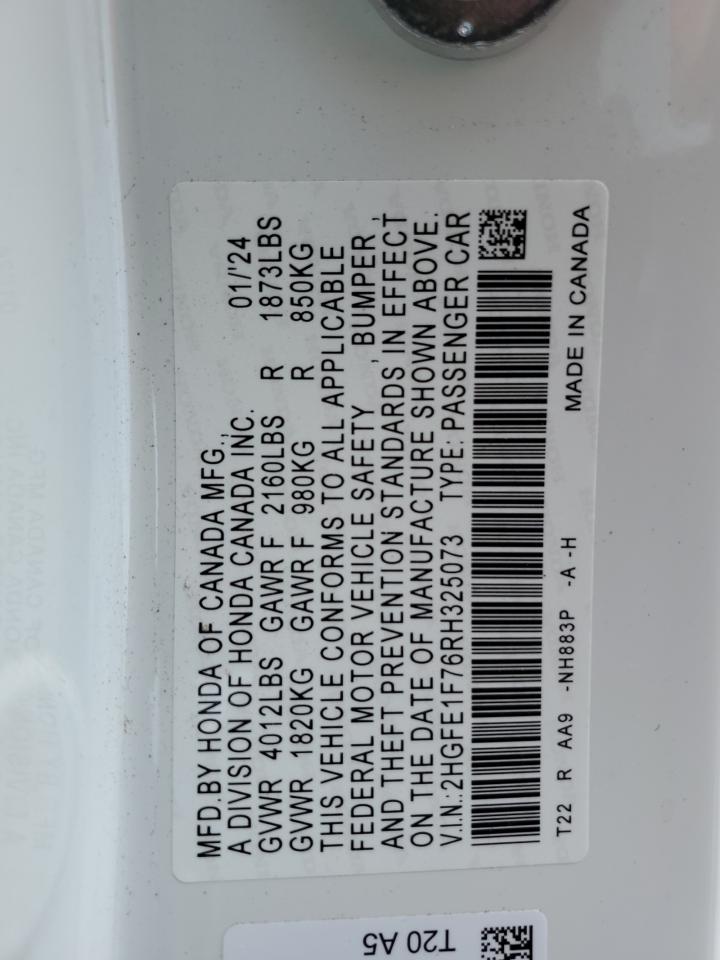 MFD.BY HONDA OF CANADA MFG.,
A DIVISION OF HONDA CANADA INC. 01/'24
GVWR 4012LBS GAWR F 2160LBS R 1873LBS
GVWR 1820KG GAWR F 980KG R 850KG
THIS VEHICLE CONFORMS TO ALL APPLICABLE
FEDERAL MOTOR VEHICLE SAFETY , BUMPER ,
AND THEFT PREVENTION STANDARDS IN EFFECT
ON THE DATE OF MANUFACTURE SHOWN ABOVE.
V.I.N.:2HGFE1F76RH325073 TYPE: PASSENGER CAR
T22 R AA9 -NH883P -A -H MADE IN CANADA
T20 A5